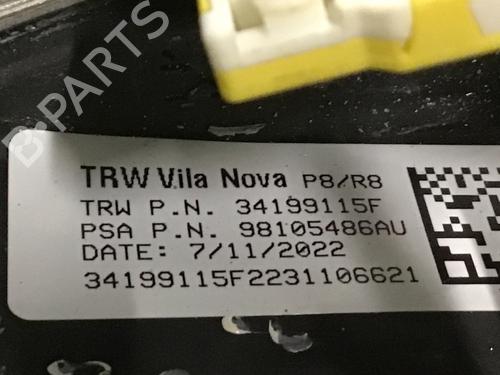 B-PARTS
TRW Vila Nova P8/R8
TRW P.N. 34199115F
PSA P.N. 98105486AU
DATE: 7/11/2022
34199115F2231106621